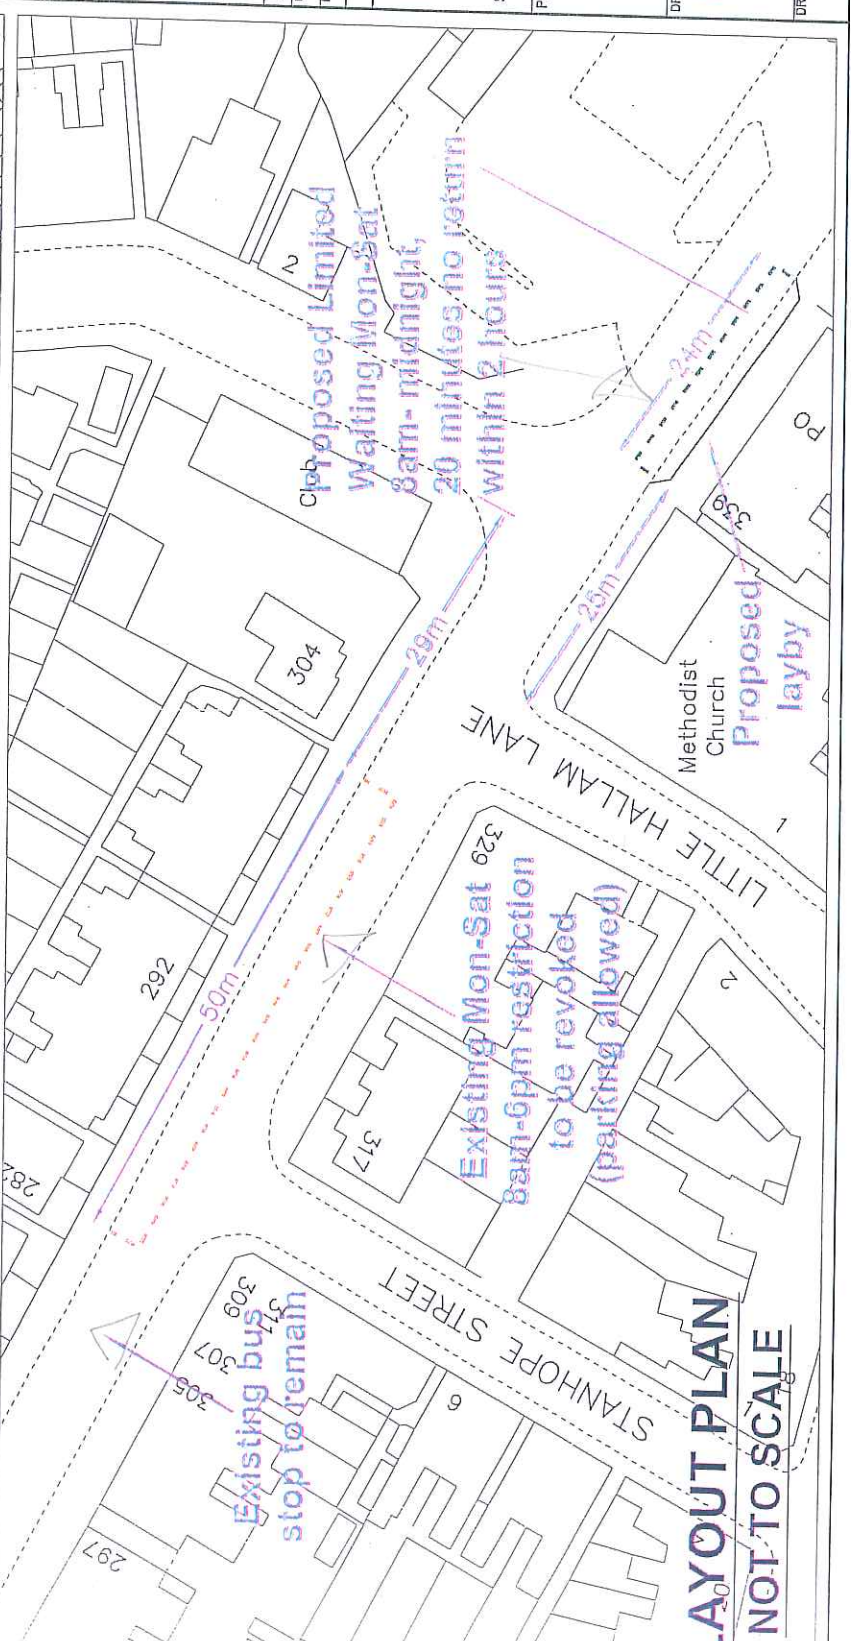 Proposed Limited
Waiting Mon-Sat
8am-midnight,
20 minutes no return
within 2 hours
Club
2
24m
PO
339
25m
29m
304
Methodist
Church
Proposed
layby
LITTLE HALLAM LANE
1
329
Existing Mon-Sat
8am-6pm restriction
to be revoked
(parking allowed)
292
50m
2
317
STANHOPE STREET
309
311
307
305
Existing bus
stop to remain
6
297
LAYOUT PLAN
NOT TO SCALE
18
20